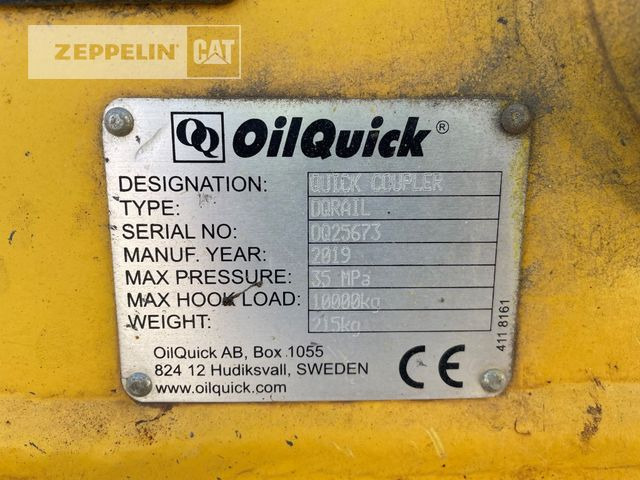 ZEPPELIN CAT
OQ OilQuick®
DESIGNATION: QUICK COUPLER
TYPE: OQRAIL
SERIAL NO: OQ25673
MANUF. YEAR: 2019
MAX PRESSURE: 35 MPa
MAX HOOK LOAD: 10000kg
WEIGHT: 215kg
411 8161
OilQuick AB, Box 1055
824 12 Hudiksvall, SWEDEN
www.oilquick.com
CE